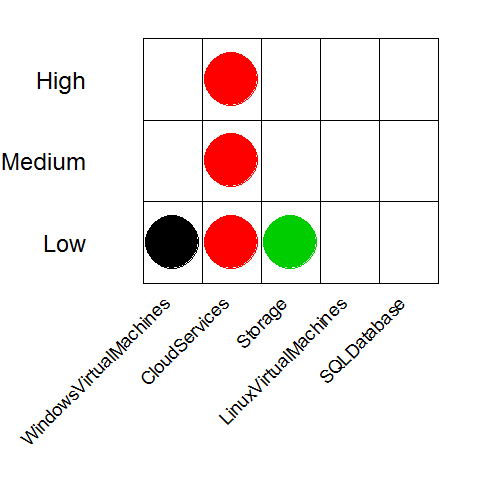 High
Medium
Low
WindowsVirtualMachines
CloudServices
Storage
LinuxVirtualMachines
SQLDatabase